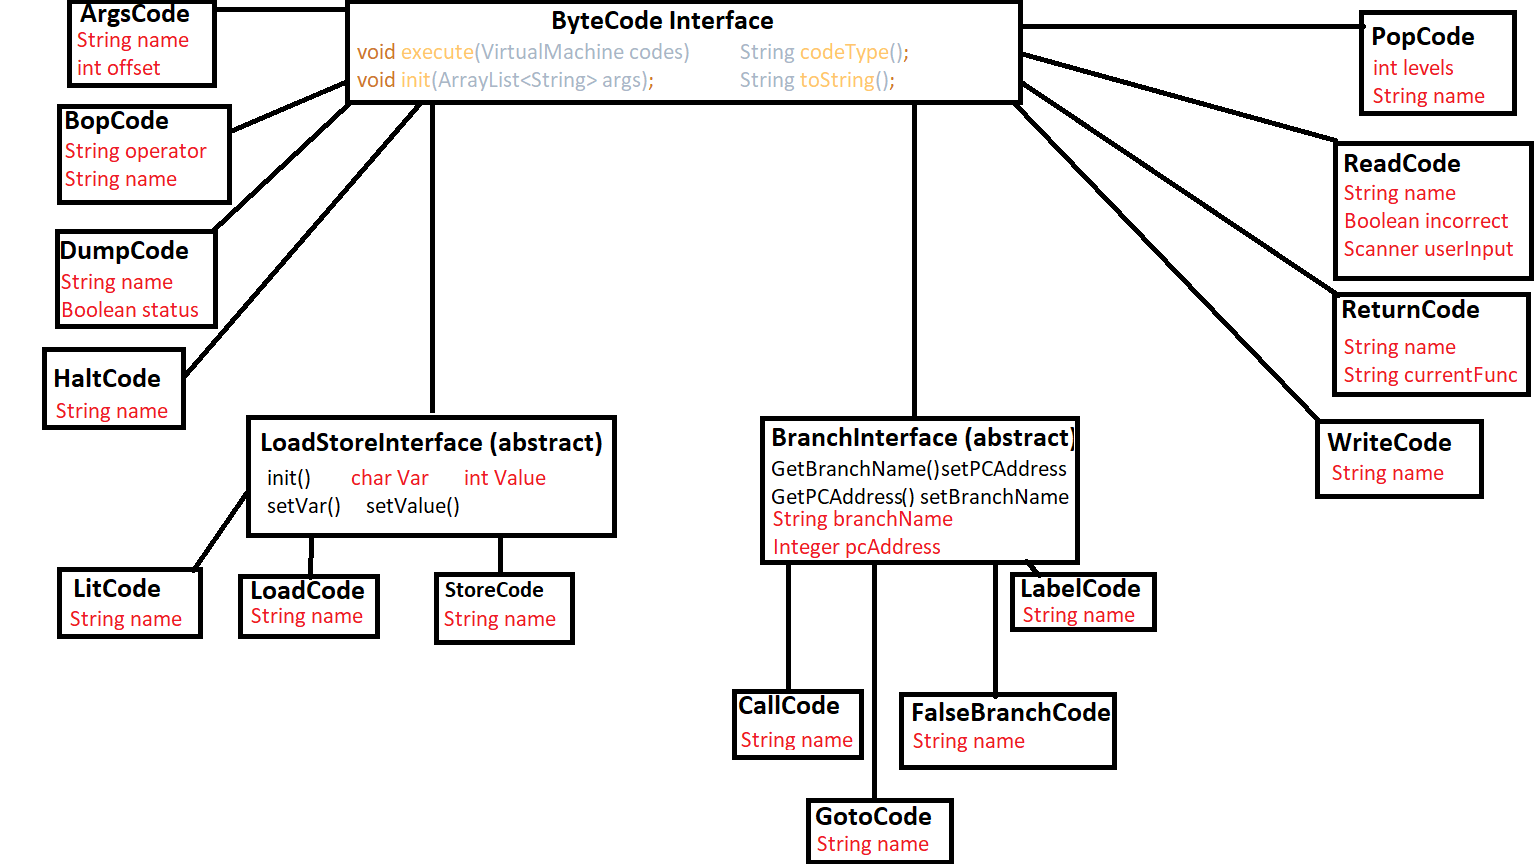 ArgsCode
String name
int offset
ByteCode Interface
void execute(VirtualMachine codes) String codeType();
void init(ArrayList<String> args); String toString();
PopCode
int levels
String name
BopCode
String operator
String name
ReadCode
String name
Boolean incorrect
Scanner userInput
DumpCode
String name
Boolean status
ReturnCode
String name
String currentFunc
HaltCode
String name
LoadStoreInterface (abstract)
init() char Var int Value
setVar() setValue()
BranchInterface (abstract)
GetBranchName()setPCAddress
GetPCAddress() setBranchName
String branchName
Integer pcAddress
WriteCode
String name
LitCode
String name
LoadCode
String name
StoreCode
String name
LabelCode
String name
CallCode
String name
FalseBranchCode
String name
GotoCode
String name